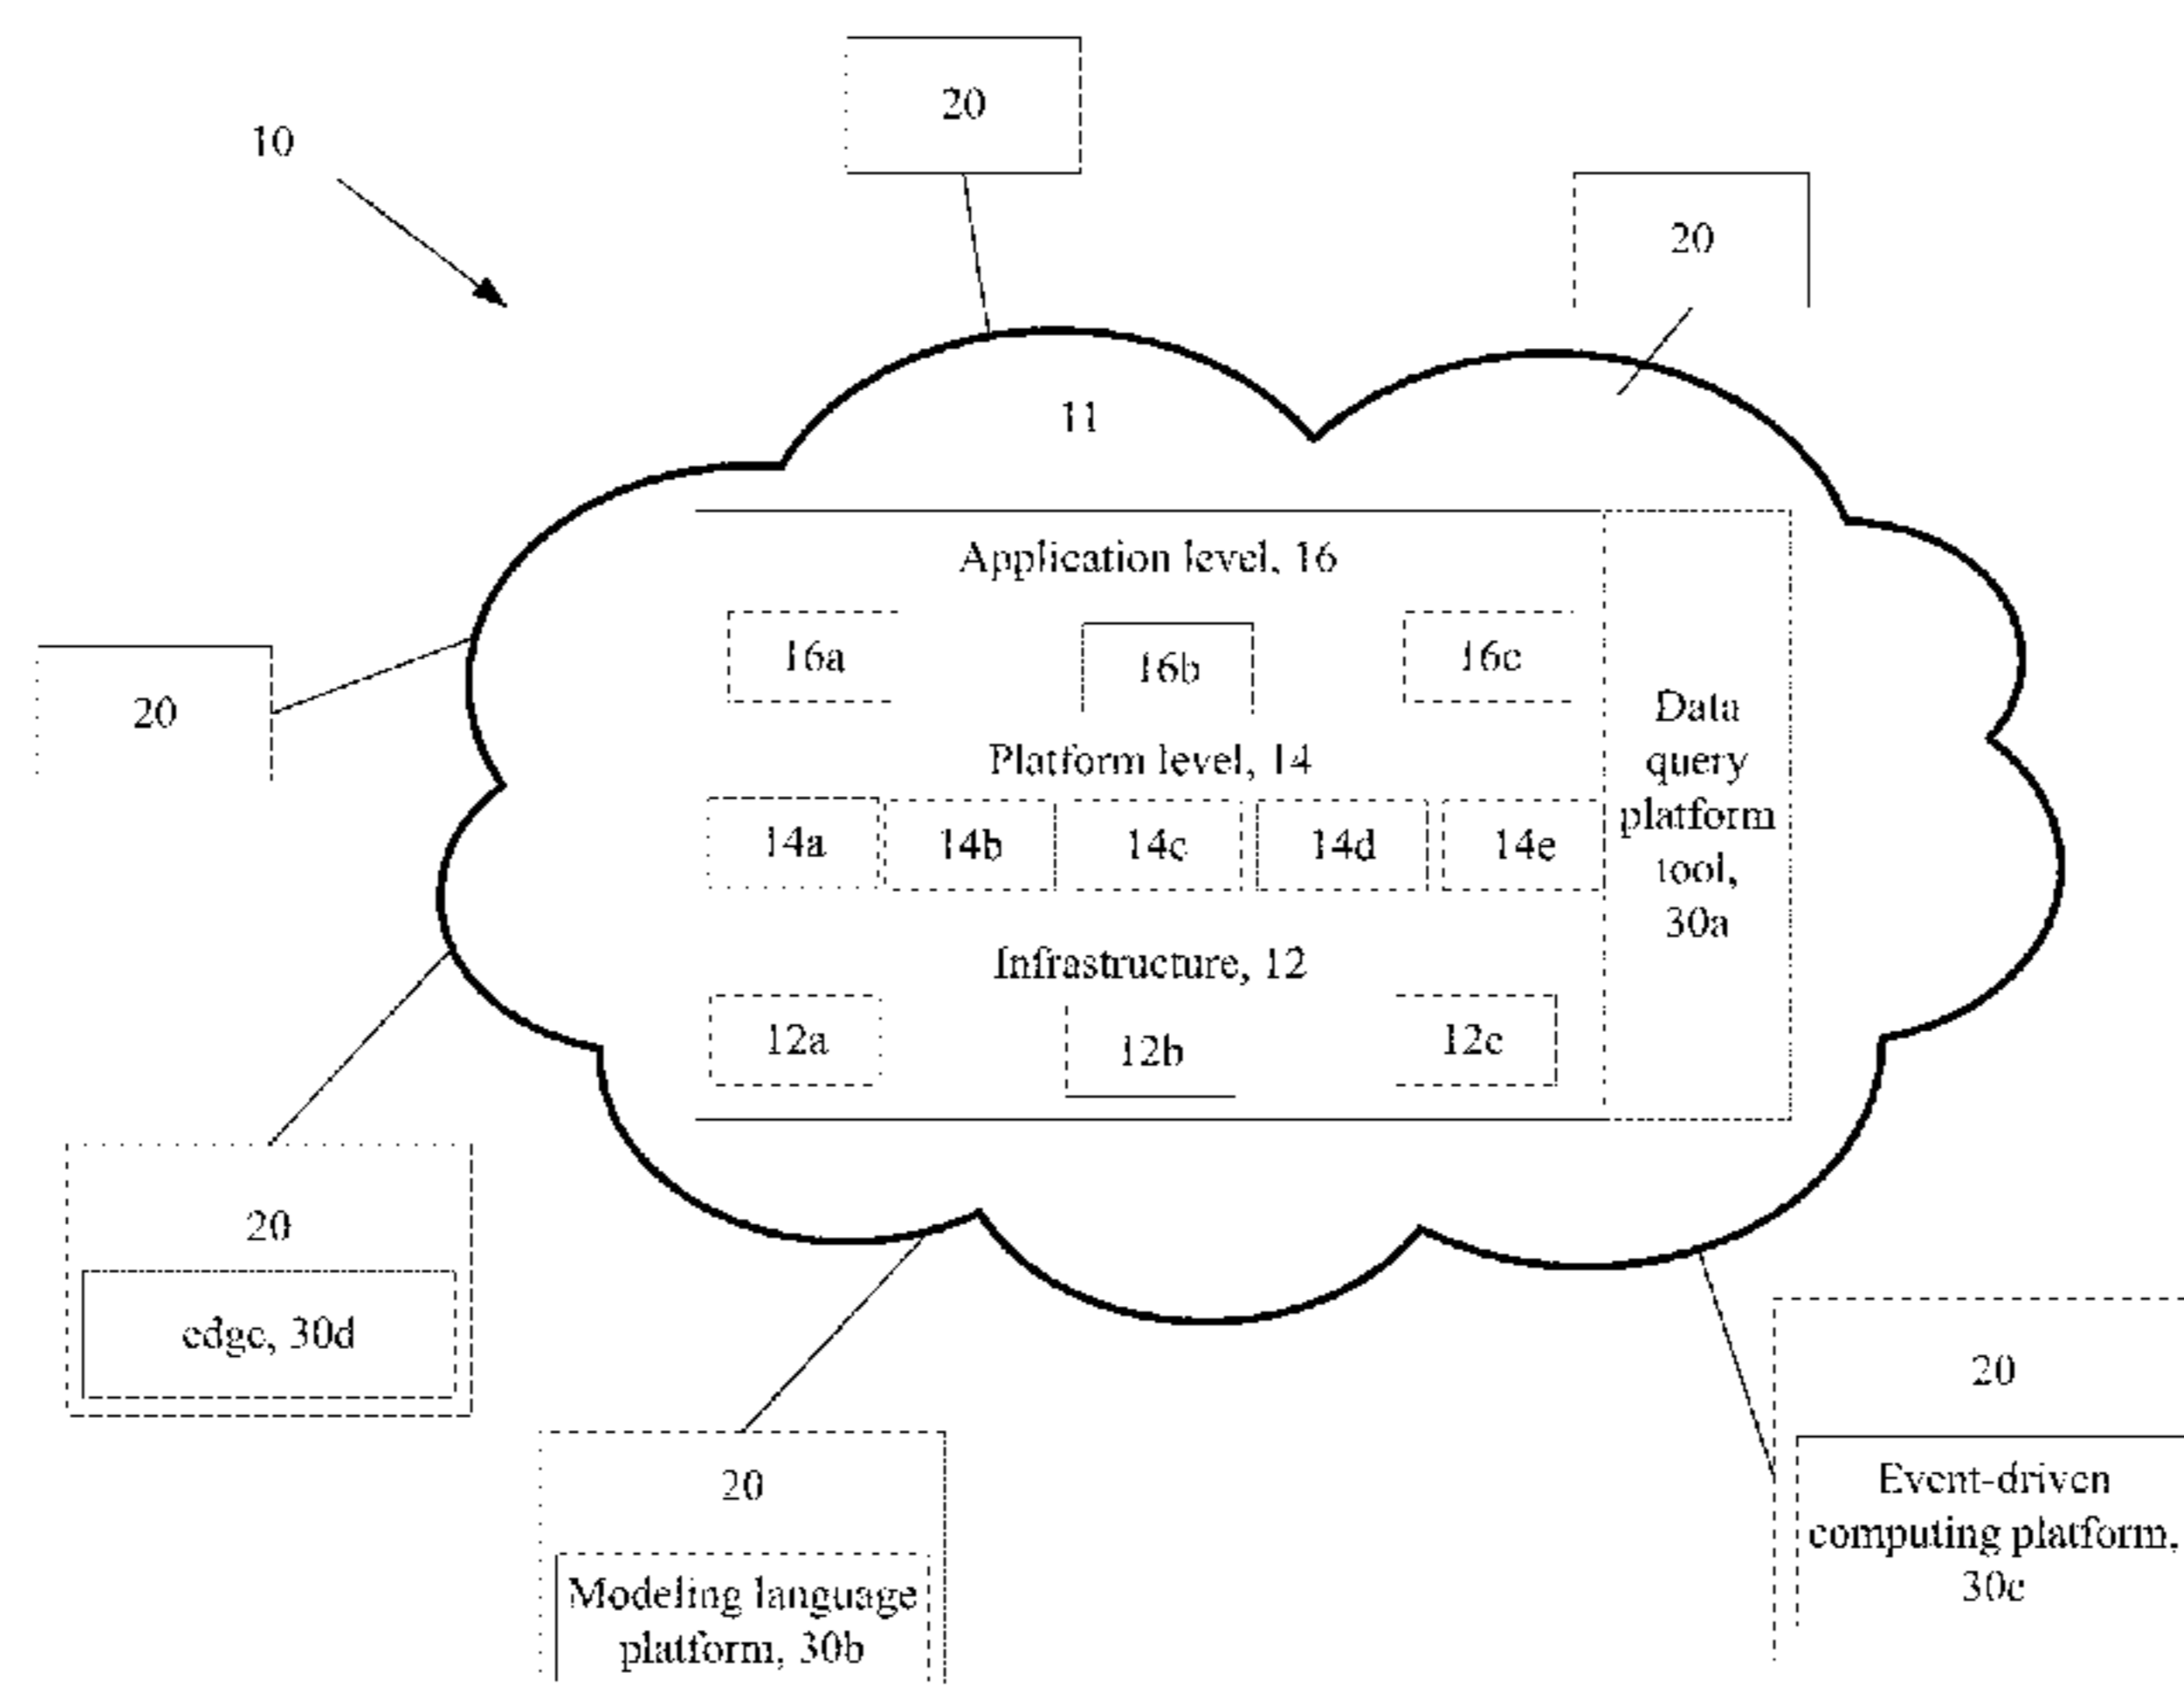 20
10
20
11
Application level, 16
16a
16b
16c
20
Data
query
platform
tool,
30a
Platform level, 14
14a
14b
14c
14d
14e
Infrastructure, 12
12a
12b
12c
20
edge, 30d
20
Modeling language
platform, 30b
20
Event-driven
computing platform,
30c